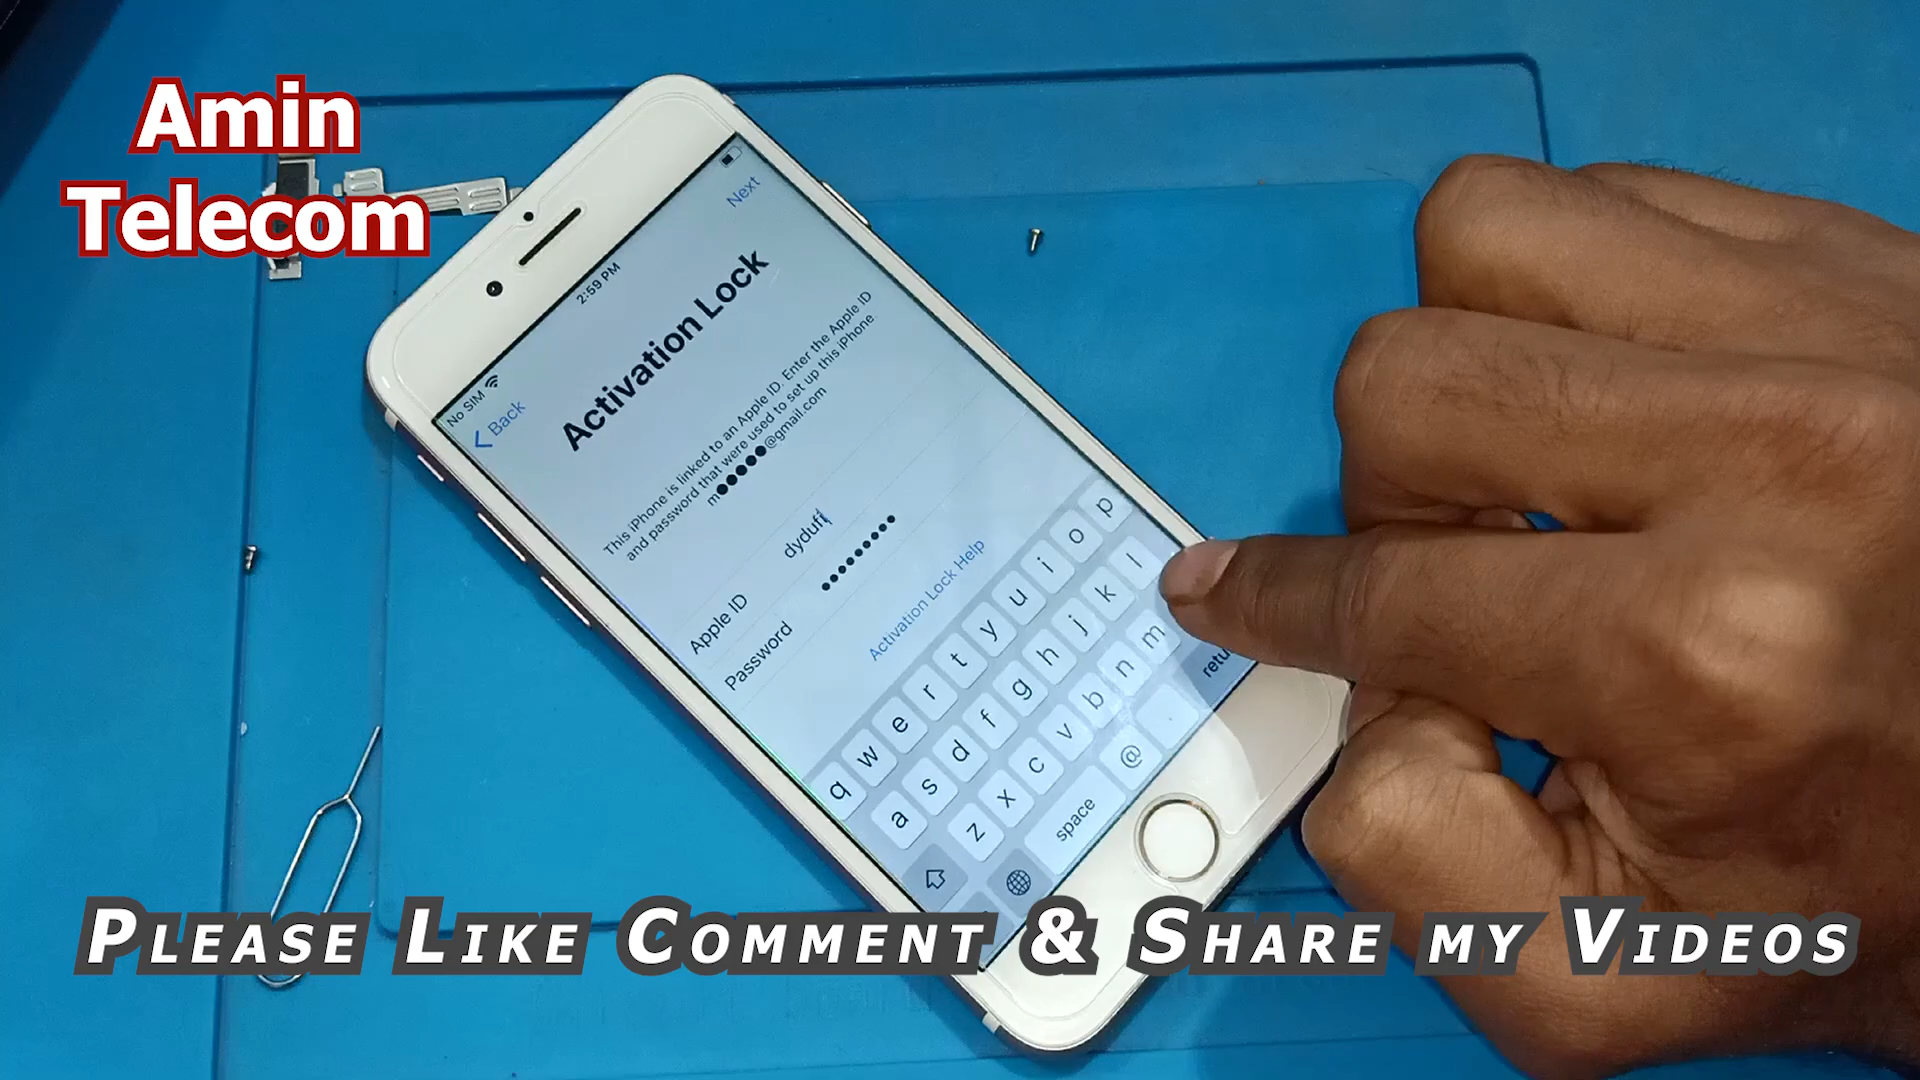 Amin
Telecom
No SIM
2:59 PM
Back
Next
Activation Lock
This iPhone is linked to an Apple ID. Enter the Apple ID
and password that were used to set up this iPhone
m●●●●●@gmail.com
Apple ID
Password ●●●●●●●●●
Activation Lock Help
q w e r t y u i o p
a s d f g h j k l
z x c v b n m
space @ .
Please Like Comment & Share my Videos